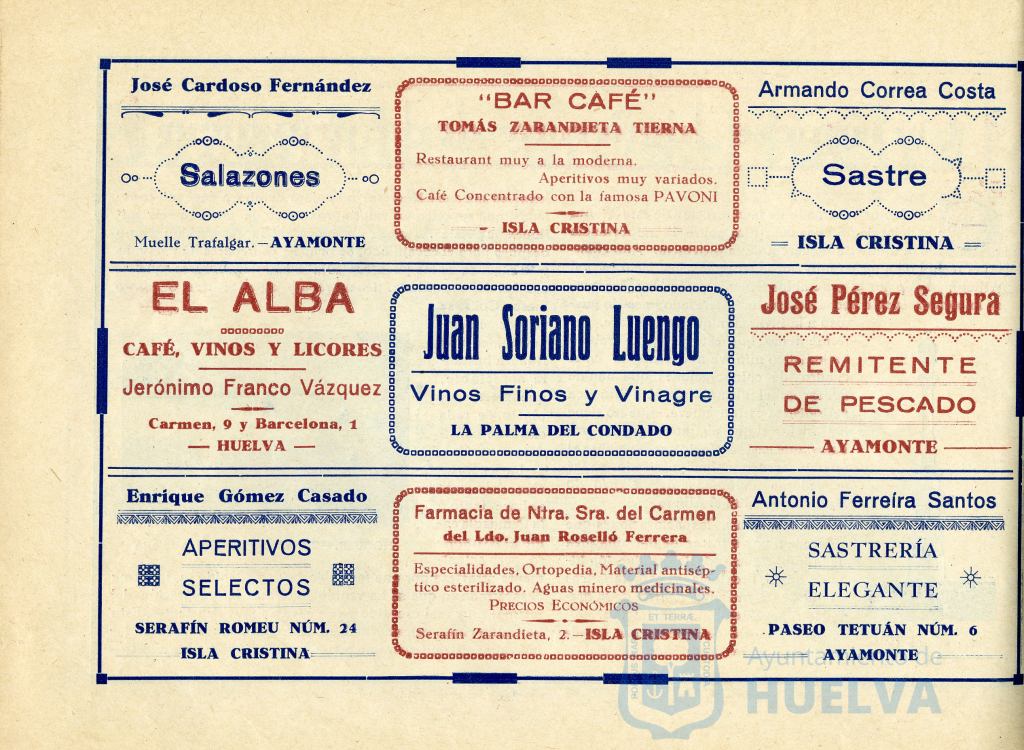 José Cardoso Fernández
Salazones
Muelle Trafalgar.-AYAMONTE
"BAR CAFÉ"
TOMÁS ZARANDIETA TIERNA
Restaurant muy a la moderna.
Aperitivos muy variados.
Café Concentrado con la famosa PAVONI
- ISLA CRISTINA
Armando Correa Costa
Sastre
= ISLA CRISTINA =
EL ALBA
CAFÉ, VINOS Y LICORES
Jerónimo Franco Vázquez
Carmen, 9 y Barcelona, 1
— HUELVA —
Juan Soriano Luengo
Vinos Finos y Vinagre
LA PALMA DEL CONDADO
José Pérez Segura
REMITENTE
DE PESCADO
AYAMONTE
Enrique Gómez Casado
APERITIVOS
SELECTOS
SERAFÍN ROMEU NÚM. 24
ISLA CRISTINA
Farmacia de Ntra. Sra. del Carmen
del Ldo. Juan Roselló Ferrera
Especialidades, Ortopedia, Material antisép-
tico esterilizado. Aguas minero medicinales.
PRECIOS ECONÓMICOS
Serafín Zarandieta, 2.-ISLA CRISTINA
Antonio Ferreira Santos
SASTRERÍA
ELEGANTE
PASEO TETUÁN NÚM. 6
AYAMONTE
ET TERRÆ
Ayuntamiento de
HUELVA